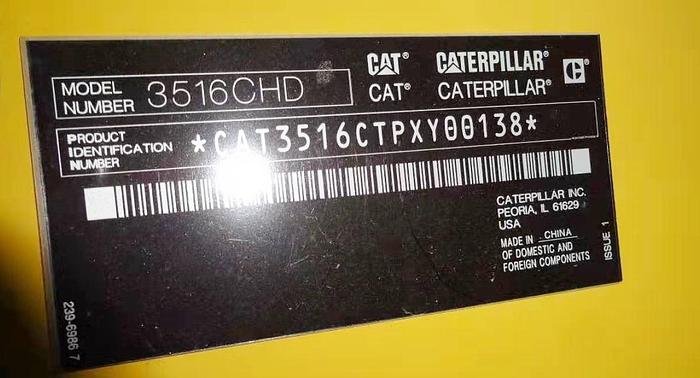 MODEL
NUMBER 3516CHD
CAT® CATERPILLAR® C®
CAT® CATERPILLAR®
PRODUCT
IDENTIFICATION
NUMBER
*CAT3516CTPXY00138*
CATERPILLAR INC.
PEORIA, IL 61629
USA
MADE IN CHINA
OF DOMESTIC AND
FOREIGN COMPONENTS
ISSUE 1
239-6986 7